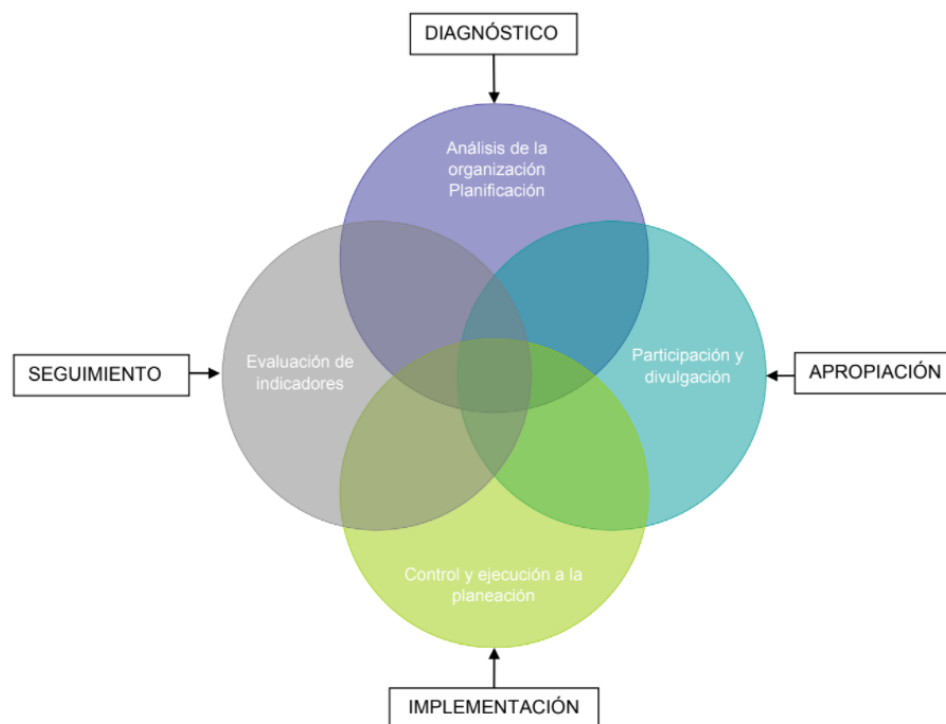 DIAGNÓSTICO
Análisis de la
organización
Planificación
SEGUIMIENTO
Evaluación de
indicadores
Participación y
divulgación
APROPIACIÓN
Control y ejecución a la
planeación
IMPLEMENTACIÓN